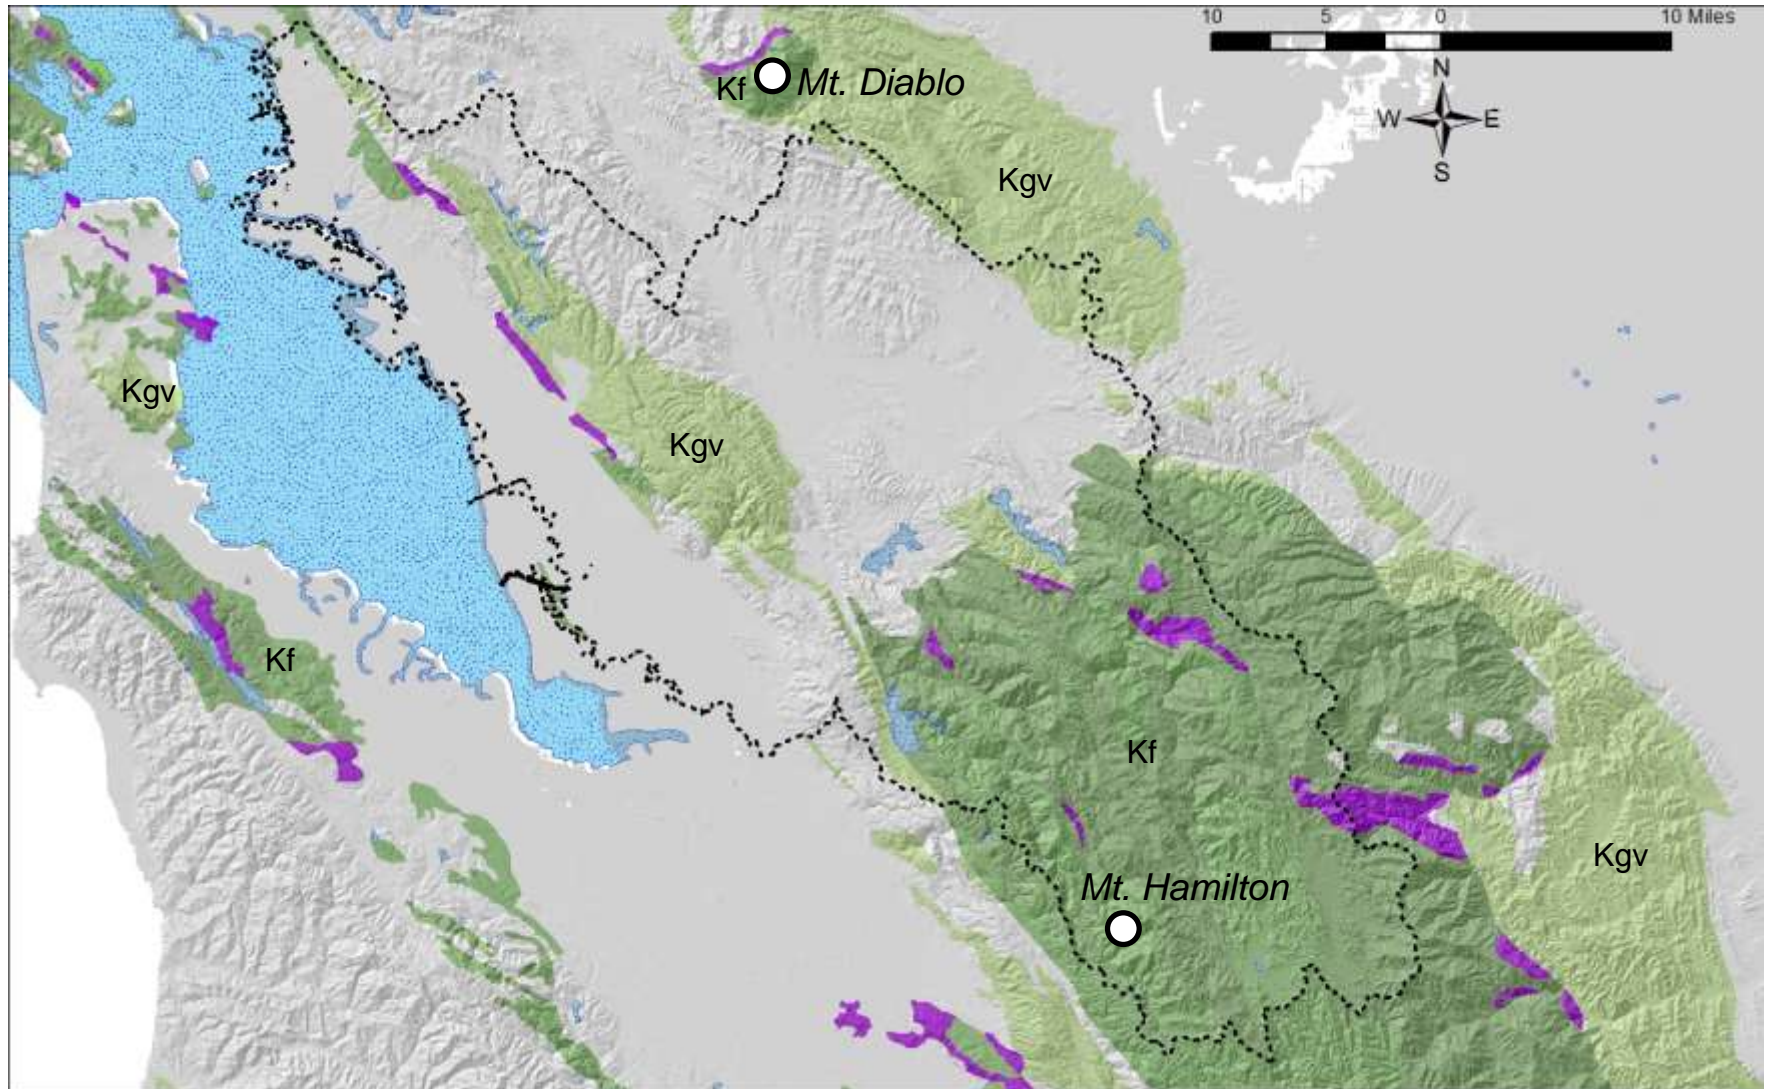 10 5 0 10 Miles
N
W E
S
Kf Mt. Diablo
Kgv
Kgv
Kgv
Kf
Kf
Kgv
Mt. Hamilton